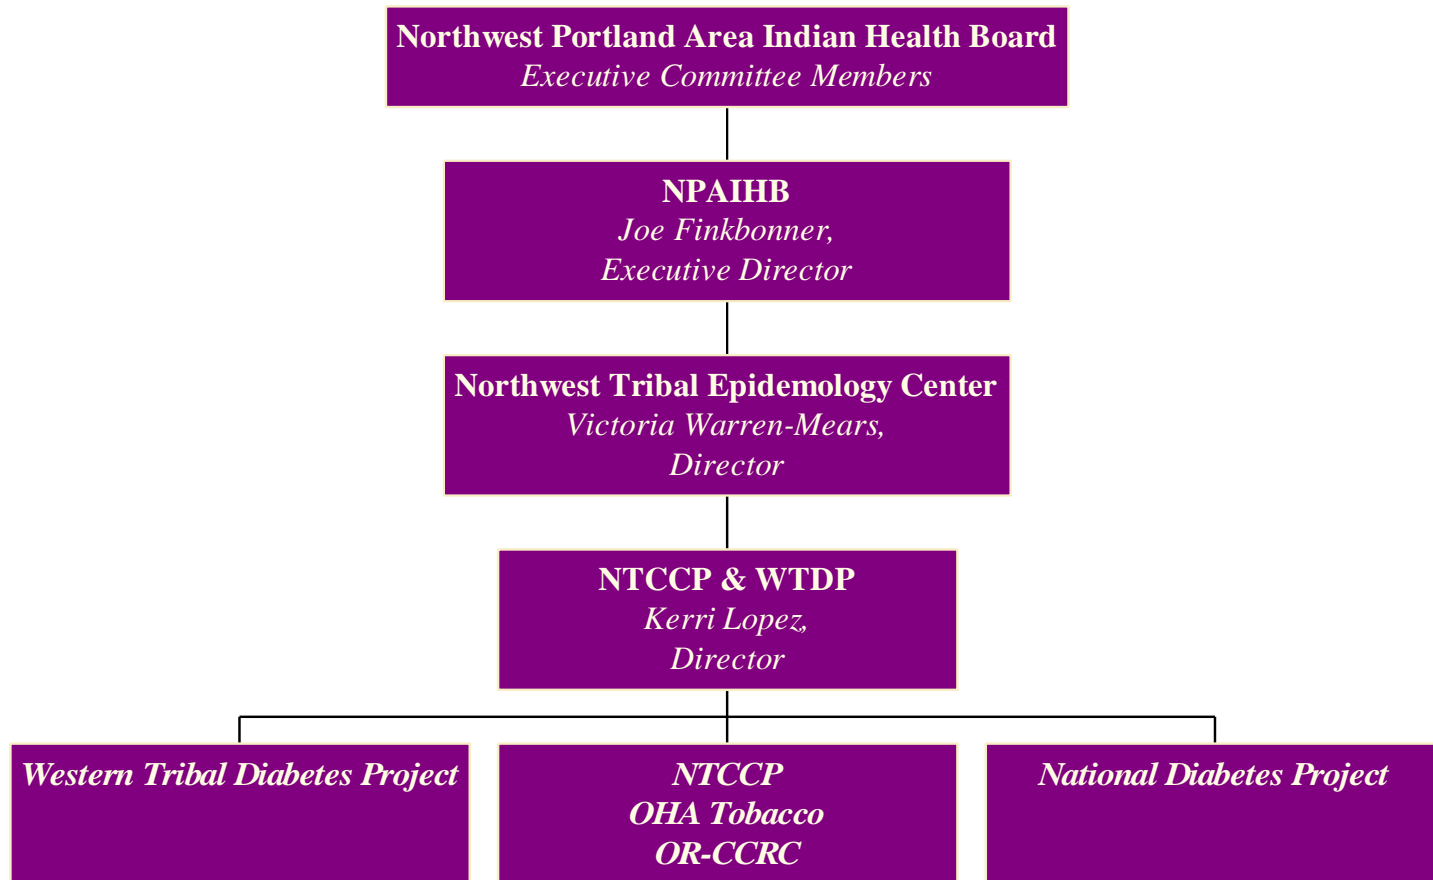 Northwest Portland Area Indian Health Board
Executive Committee Members
NPAIHB
Joe Finkbonner,
Executive Director
Northwest Tribal Epidemology Center
Victoria Warren-Mears,
Director
NTCCP & WTDP
Kerri Lopez,
Director
Western Tribal Diabetes Project
NTCCP
OHA Tobacco
OR-CCRC
National Diabetes Project